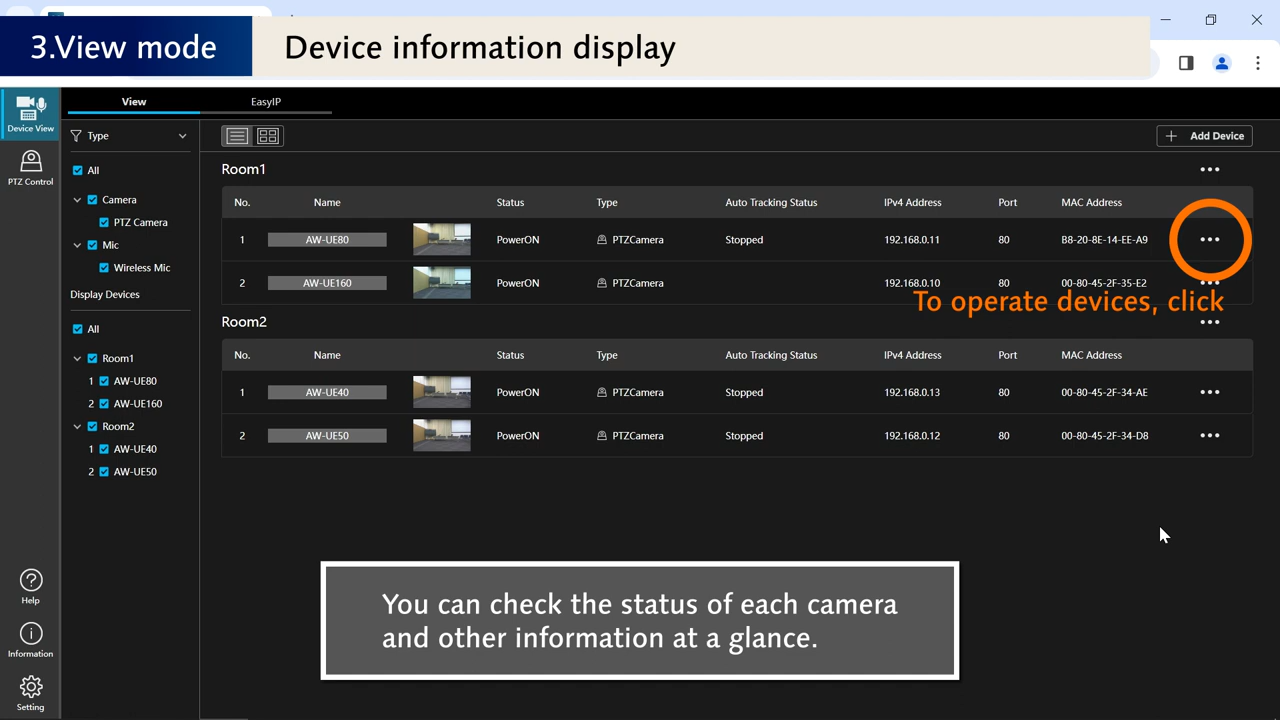 3.View mode
Device information display
View
EasyIP
Device View
PTZ Control
Type
All
Camera
PTZ Camera
Mic
Wireless Mic
Display Devices
All
Room1
1 AW-UE80
2 AW-UE160
Room2
1 AW-UE40
2 AW-UE50
Help
Information
Setting
Add Device
Room1
No. Name Status Type Auto Tracking Status IPv4 Address Port MAC Address
1 AW-UE80 PowerON PTZCamera Stopped 192.168.0.11 80 B8-20-8E-14-EE-A9
2 AW-UE160 PowerON PTZCamera 192.168.0.10 80 00-80-45-2F-35-E2
To operate devices, click
Room2
No. Name Status Type Auto Tracking Status IPv4 Address Port MAC Address
1 AW-UE40 PowerON PTZCamera Stopped 192.168.0.13 80 00-80-45-2F-34-AE
2 AW-UE50 PowerON PTZCamera Stopped 192.168.0.12 80 00-80-45-2F-34-D8
You can check the status of each camera
and other information at a glance.